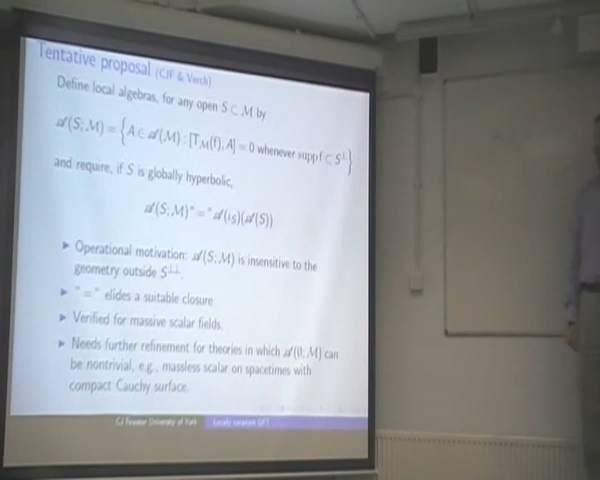 Tentative proposal (CJF & Verch)
Define local algebras, for any open S ⊂ M by
𝒜(S; M) = {A ∈ 𝒜(M) : [T_M(f), A] = 0 whenever supp f ⊂ S^⊥}
and require, if S is globally hyperbolic,
𝒜(S; M) "=" 𝒜(ι_S)(𝒜(S))
▶ Operational motivation: 𝒜(S; M) is insensitive to the
geometry outside S^⊥⊥.
▶ "=" elides a suitable closure
▶ Verified for massive scalar fields.
▶ Needs further refinement for theories in which 𝒜(∅; M) can
be nontrivial, e.g., massless scalar on spacetimes with
compact Cauchy surface.
CJ Fewster University of York Locally covariant QFT